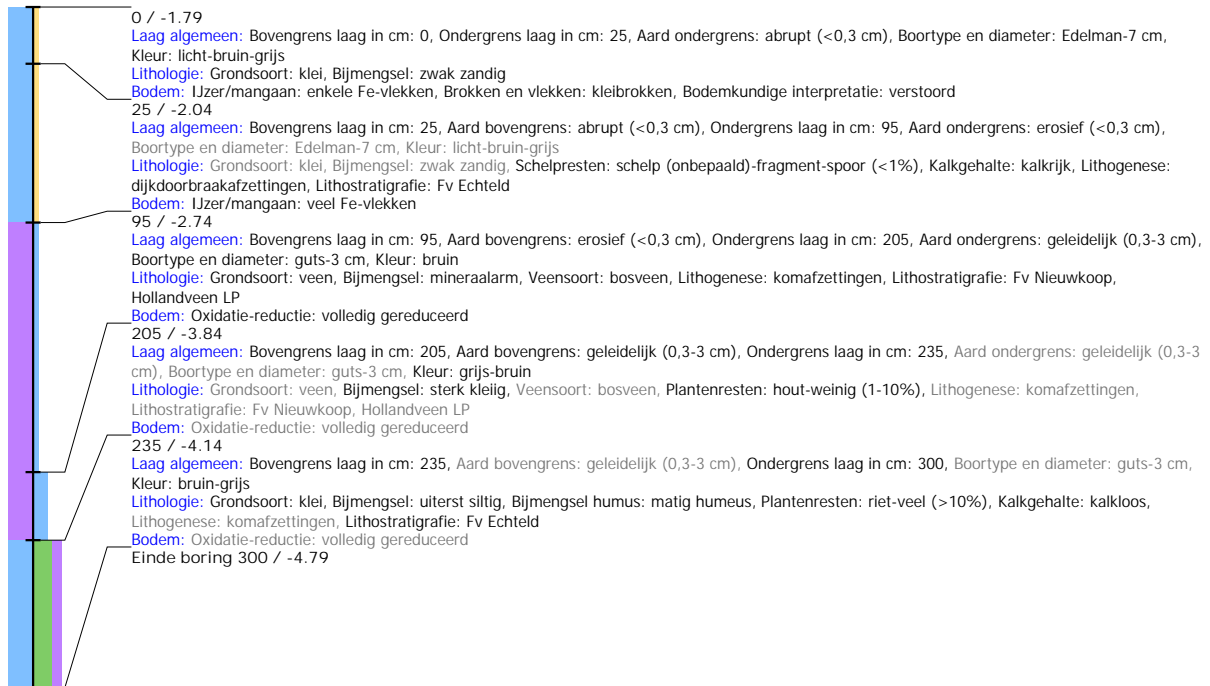 0 / -1.79
Laag algemeen: Bovengrens laag in cm: 0, Ondergrens laag in cm: 25, Aard ondergrens: abrupt (<0,3 cm), Boortype en diameter: Edelman-7 cm,
Kleur: licht-bruin-grijs
Lithologie: Grondsoort: klei, Bijmengsel: zwak zandig
Bodem: IJzer/mangaan: enkele Fe-vlekken, Brokken en vlekken: kleibrokken, Bodemkundige interpretatie: verstoord
25 / -2.04
Laag algemeen: Bovengrens laag in cm: 25, Aard bovengrens: abrupt (<0,3 cm), Ondergrens laag in cm: 95, Aard ondergrens: erosief (<0,3 cm),
Boortype en diameter: Edelman-7 cm, Kleur: licht-bruin-grijs
Lithologie: Grondsoort: klei, Bijmengsel: zwak zandig, Schelpresten: schelp (onbepaald)-fragment-spoor (<1%), Kalkgehalte: kalkrijk, Lithogenese:
dijkdoorbraakafzettingen, Lithostratigrafie: Fv Echteld
Bodem: IJzer/mangaan: veel Fe-vlekken
95 / -2.74
Laag algemeen: Bovengrens laag in cm: 95, Aard bovengrens: erosief (<0,3 cm), Ondergrens laag in cm: 205, Aard ondergrens: geleidelijk (0,3-3 cm),
Boortype en diameter: guts-3 cm, Kleur: bruin
Lithologie: Grondsoort: veen, Bijmengsel: mineraalarm, Veensoort: bosveen, Lithogenese: komafzettingen, Lithostratigrafie: Fv Nieuwkoop,
Hollandveen LP
Bodem: Oxidatie-reductie: volledig gereduceerd
205 / -3.84
Laag algemeen: Bovengrens laag in cm: 205, Aard bovengrens: geleidelijk (0,3-3 cm), Ondergrens laag in cm: 235, Aard ondergrens: geleidelijk (0,3-3
cm), Boortype en diameter: guts-3 cm, Kleur: grijs-bruin
Lithologie: Grondsoort: veen, Bijmengsel: sterk kleiig, Veensoort: bosveen, Plantenresten: hout-weinig (1-10%), Lithogenese: komafzettingen,
Lithostratigrafie: Fv Nieuwkoop, Hollandveen LP
Bodem: Oxidatie-reductie: volledig gereduceerd
235 / -4.14
Laag algemeen: Bovengrens laag in cm: 235, Aard bovengrens: geleidelijk (0,3-3 cm), Ondergrens laag in cm: 300, Boortype en diameter: guts-3 cm,
Kleur: bruin-grijs
Lithologie: Grondsoort: klei, Bijmengsel: uiterst siltig, Bijmengsel humus: matig humeus, Plantenresten: riet-veel (>10%), Kalkgehalte: kalkloos,
Lithogenese: komafzettingen, Lithostratigrafie: Fv Echteld
Bodem: Oxidatie-reductie: volledig gereduceerd
Einde boring 300 / -4.79